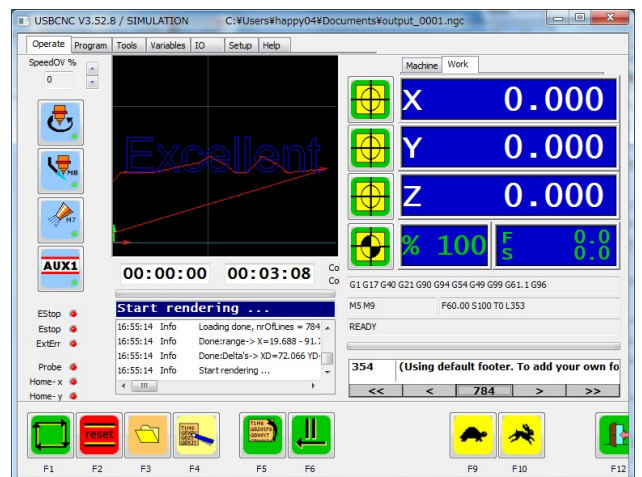 USBCNC V3.52.8 / SIMULATION C:¥Users¥happy04¥Documents¥output_0001.ngc
Operate Program Tools Variables IO Setup Help
SpeedOV %
0
Machine Work
X 0.000
Y 0.000
Z 0.000
% 100 F 0.0
S 0.0
M8
M7
AUX1
Excellent
00:00:00 00:03:08 Co
Co
G1 G17 G40 G21 G90 G94 G54 G49 G99 G61.1 G96
M5 M9 F60.00 S100 T0 L353
READY
Start rendering ...
16:55:14 Info Loading done, nrOfLines = 784
16:55:14 Info Done:range-> X=19.688 - 91.7
16:55:14 Info Done:Delta's-> XD=72.066 YD
16:55:14 Info Start rendering ...
EStop
Estop
ExtErr
Probe
Home- x
Home- y
354 (Using default footer. To add your own fo
<< < 784 > >>
reset
F1 F2 F3 F4 F5 F6 F9 F10 F12